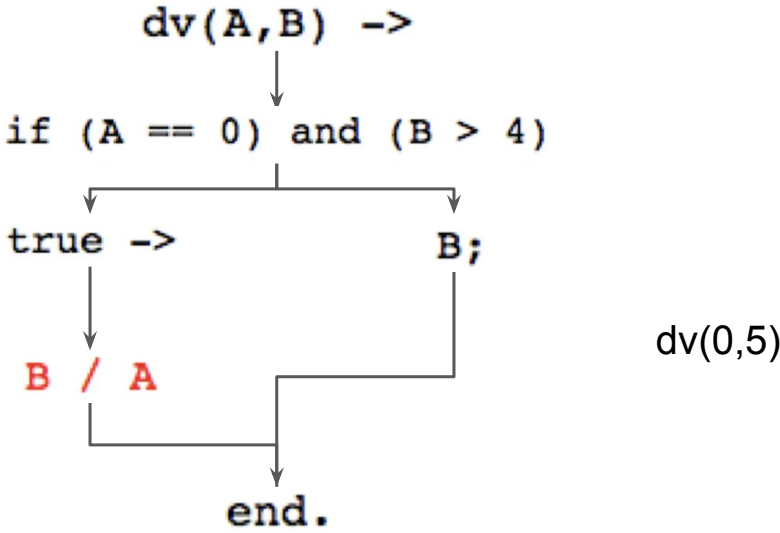 dv(A,B) ->
if (A == 0) and (B > 4)
true ->
B;
dv(0,5)
B / A
end.